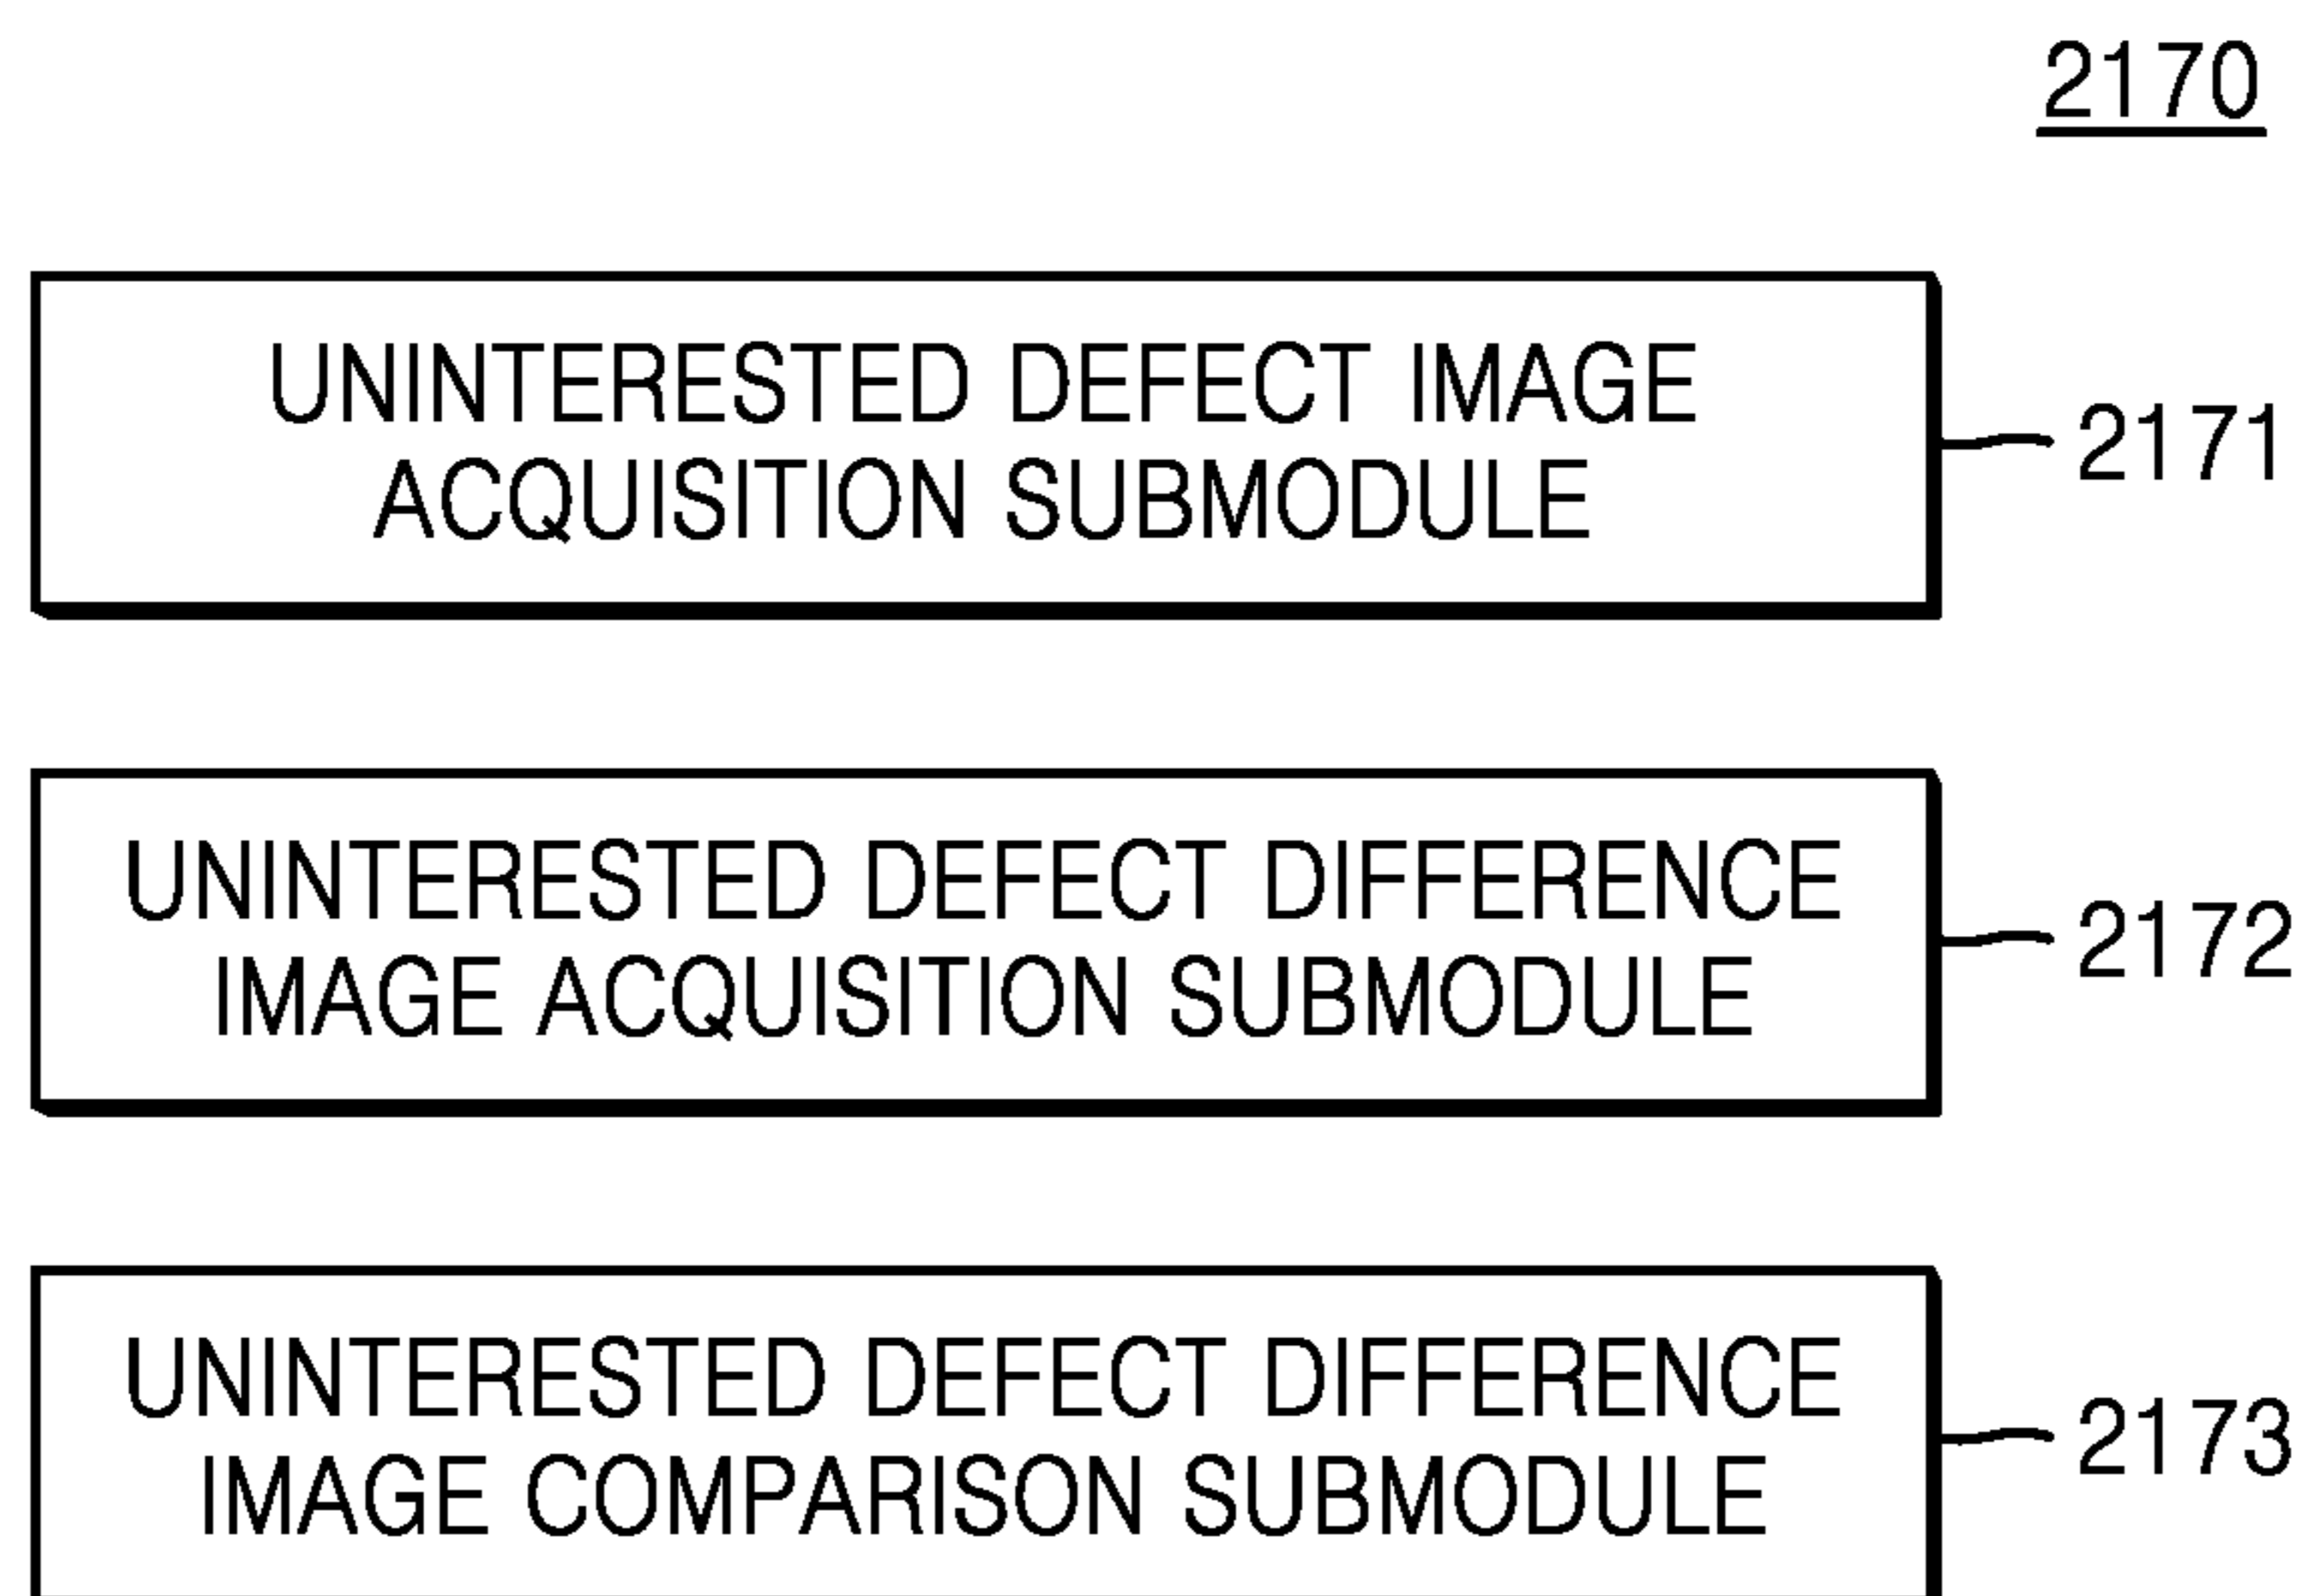 2170
UNINTERESTED DEFECT IMAGE
ACQUISITION SUBMODULE
2171
UNINTERESTED DEFECT DIFFERENCE
IMAGE ACQUISITION SUBMODULE
2172
UNINTERESTED DEFECT DIFFERENCE
IMAGE COMPARISON SUBMODULE
2173